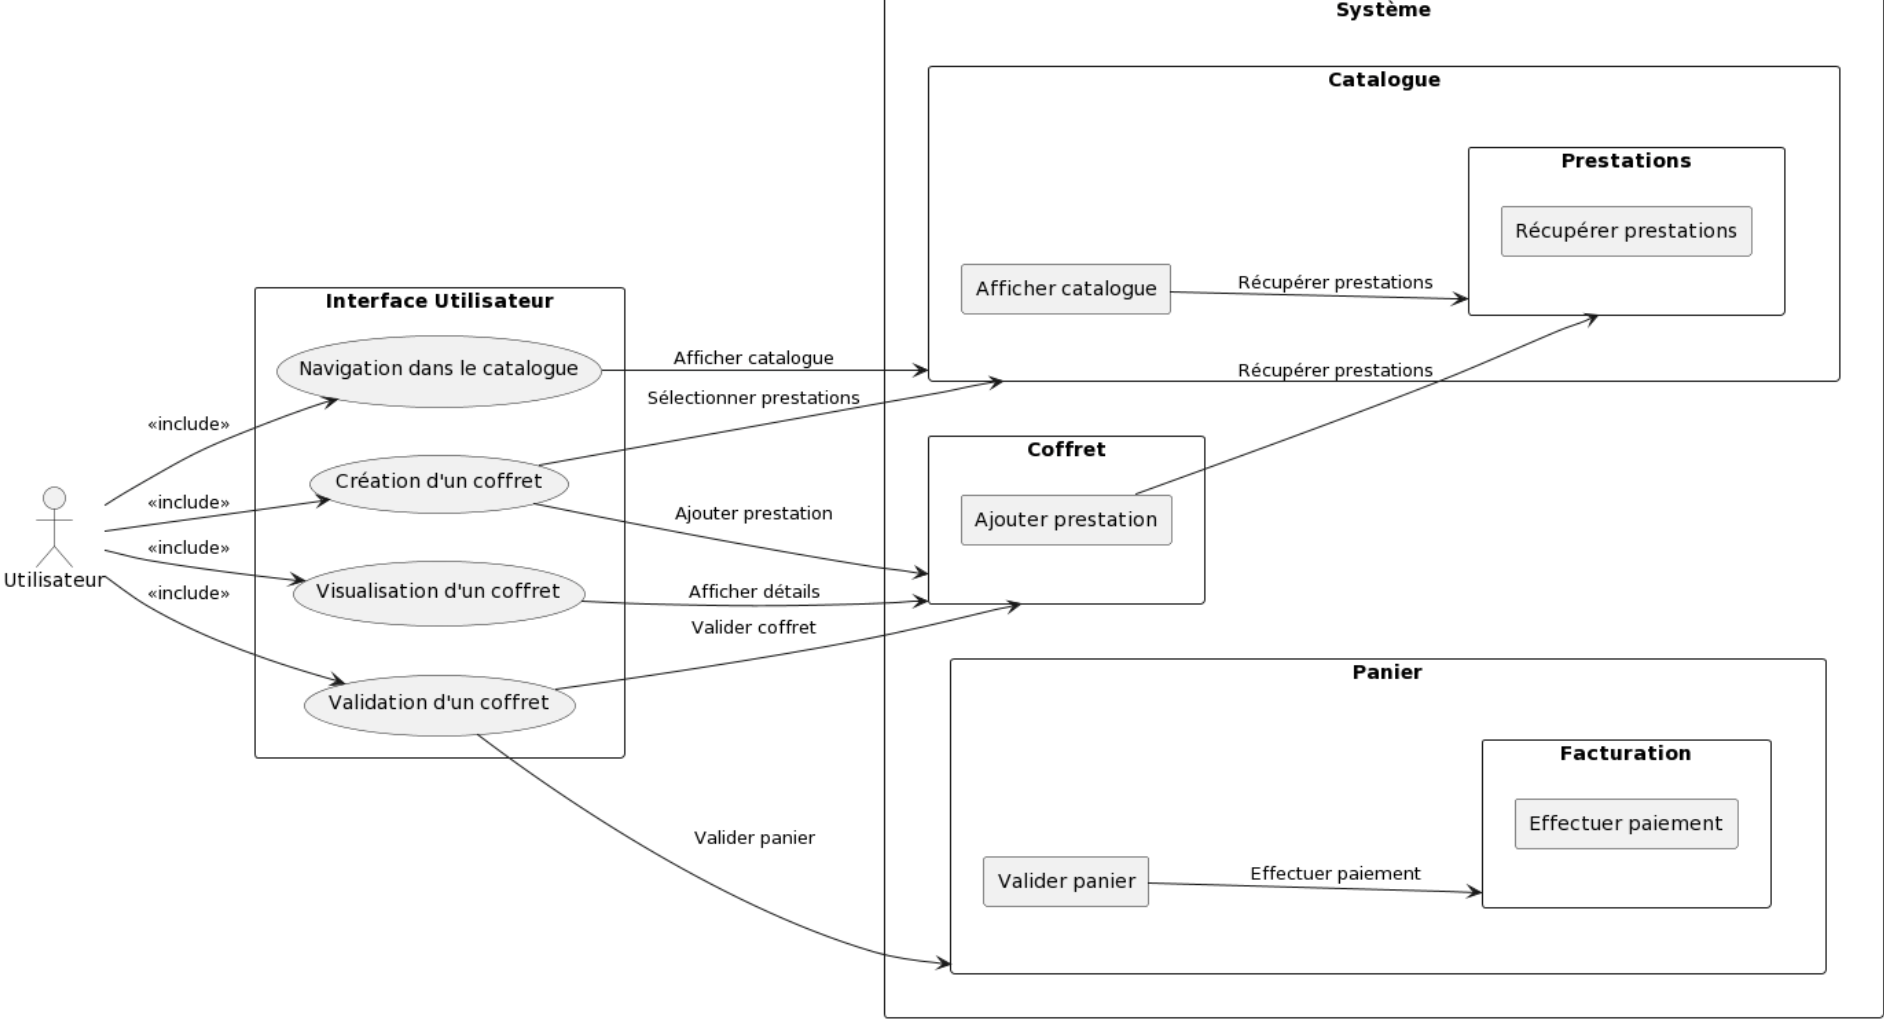 Système
Catalogue
Prestations
Récupérer prestations
Afficher catalogue
Récupérer prestations
Interface Utilisateur
Navigation dans le catalogue
Afficher catalogue
Récupérer prestations
Sélectionner prestations
«include»
Création d'un coffret
«include»
Coffret
Ajouter prestation
Ajouter prestation
«include»
Utilisateur
Visualisation d'un coffret
«include»
Afficher détails
Valider coffret
Validation d'un coffret
Panier
Facturation
Effectuer paiement
Valider panier
Valider panier
Effectuer paiement